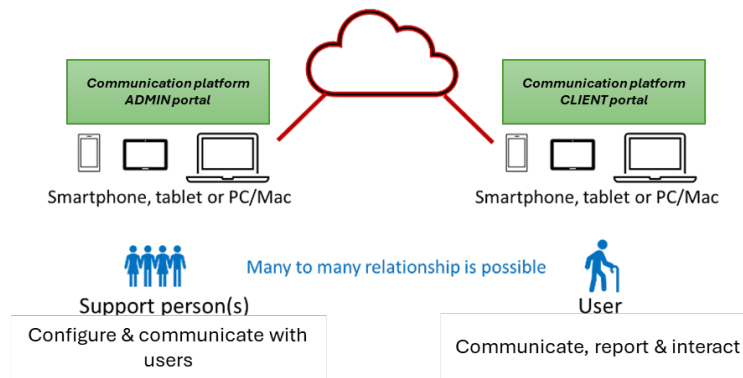 Communication platform
ADMIN portal
Communication platform
CLIENT portal
Smartphone, tablet or PC/Mac
Smartphone, tablet or PC/Mac
Many to many relationship is possible
Support person(s)
User
Configure & communicate with
users
Communicate, report & interact